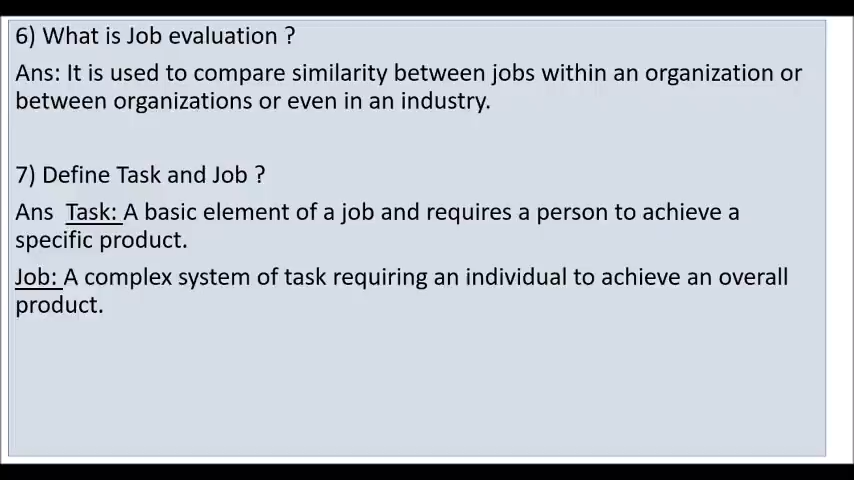 6) What is Job evaluation ?
Ans: It is used to compare similarity between jobs within an organization or
between organizations or even in an industry.
7) Define Task and Job ?
Ans  Task: A basic element of a job and requires a person to achieve a
specific product.
Job: A complex system of task requiring an individual to achieve an overall
product.